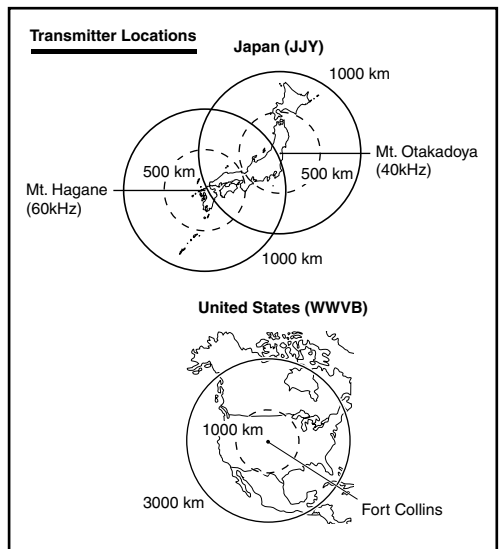 Transmitter Locations
Japan (JJY)
1000 km
500 km
Mt. Otakadoya
(40kHz)
500 km
Mt. Hagane
(60kHz)
1000 km
United States (WWVB)
1000 km
3000 km
Fort Collins